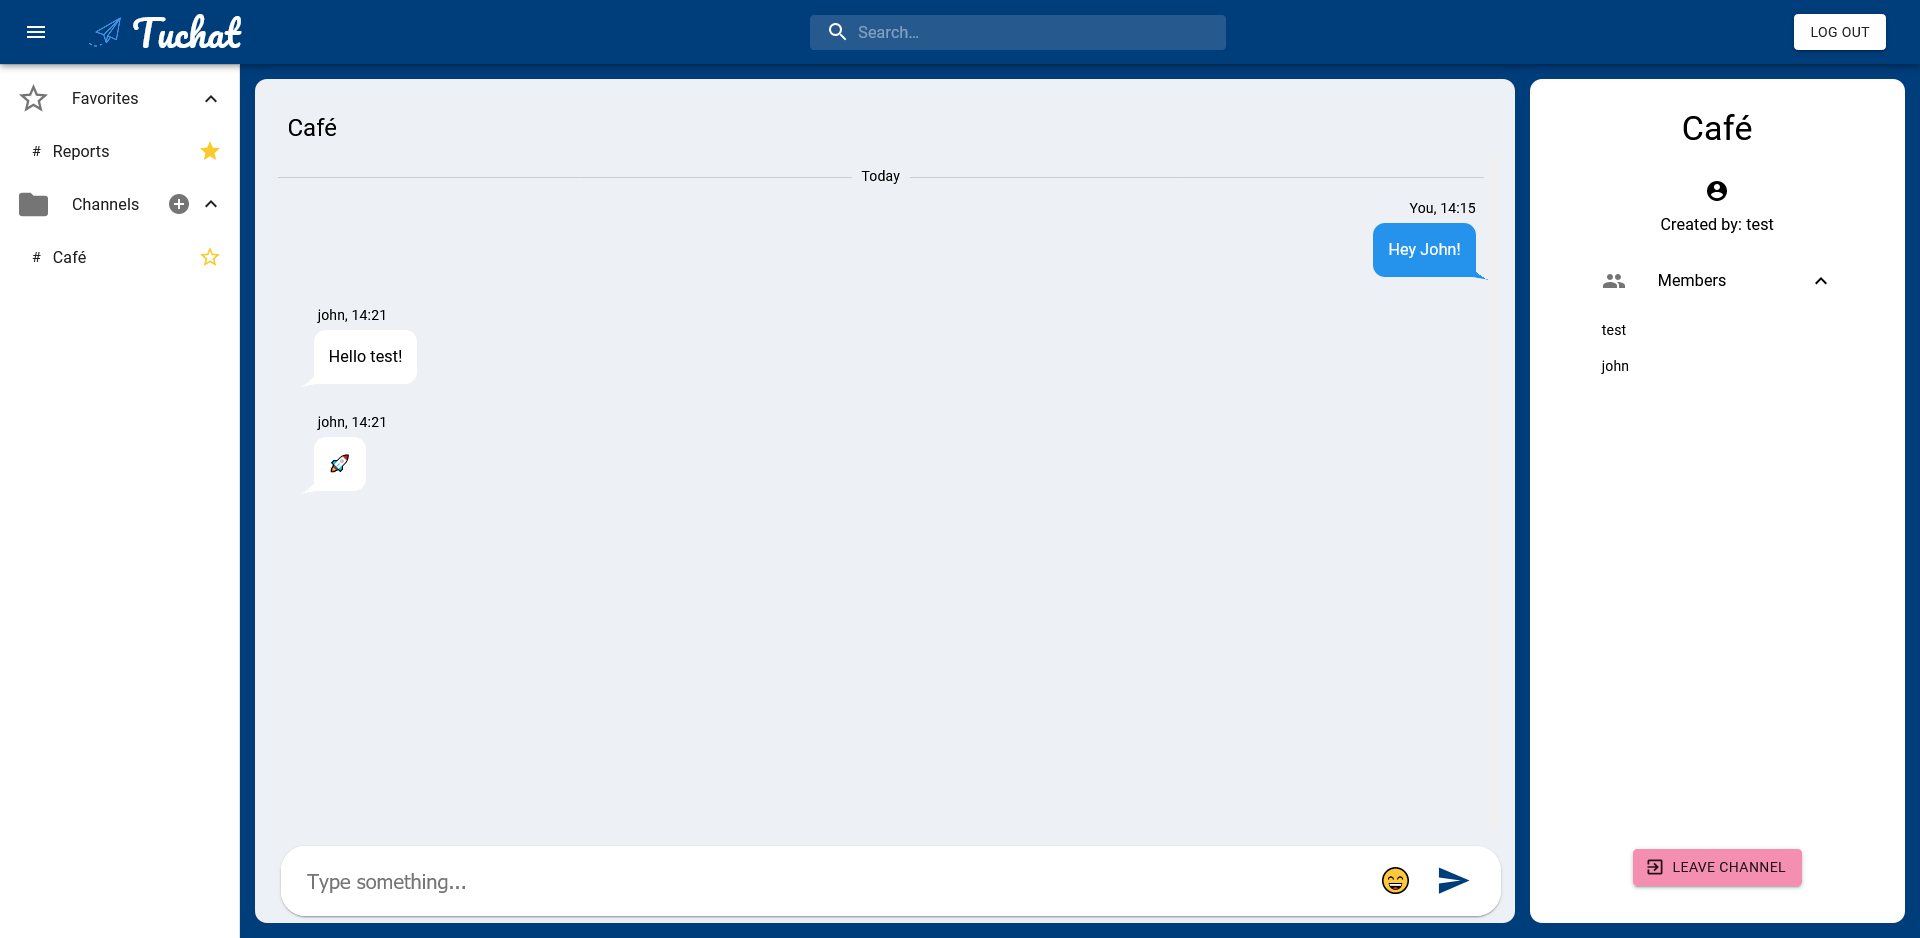 Tuchat
Search...
LOG OUT
Favorites
# Reports
Channels
# Café
Café
Today
You, 14:15
Hey John!
john, 14:21
Hello test!
john, 14:21
🚀
Type something...
Café
Created by: test
Members
test
john
LEAVE CHANNEL